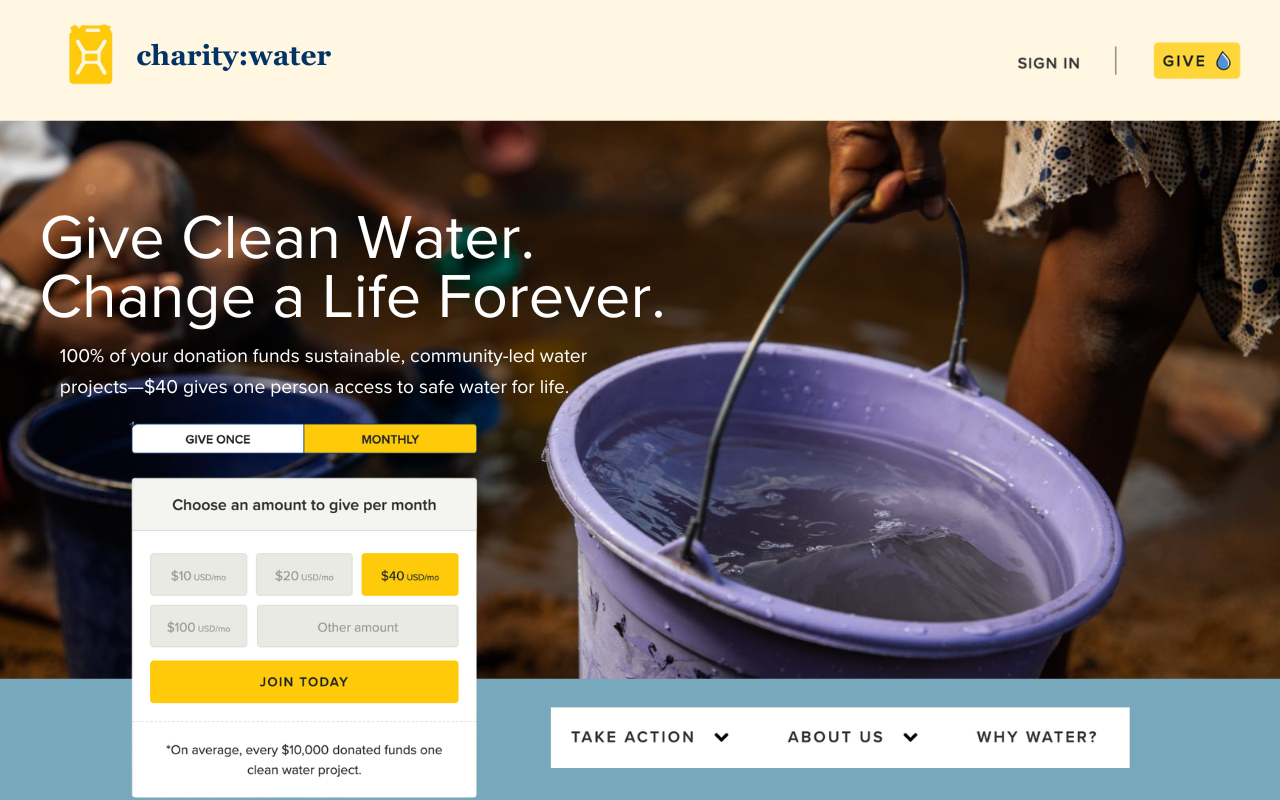 charity:water
SIGN IN
GIVE
Give Clean Water.
Change a Life Forever.
100% of your donation funds sustainable, community-led water
projects—$40 gives one person access to safe water for life.
GIVE ONCE
MONTHLY
Choose an amount to give per month
$10 USD/mo
$20 USD/mo
$40 USD/mo
$100 USD/mo
Other amount
JOIN TODAY
*On average, every $10,000 donated funds one
clean water project.
TAKE ACTION
ABOUT US
WHY WATER?